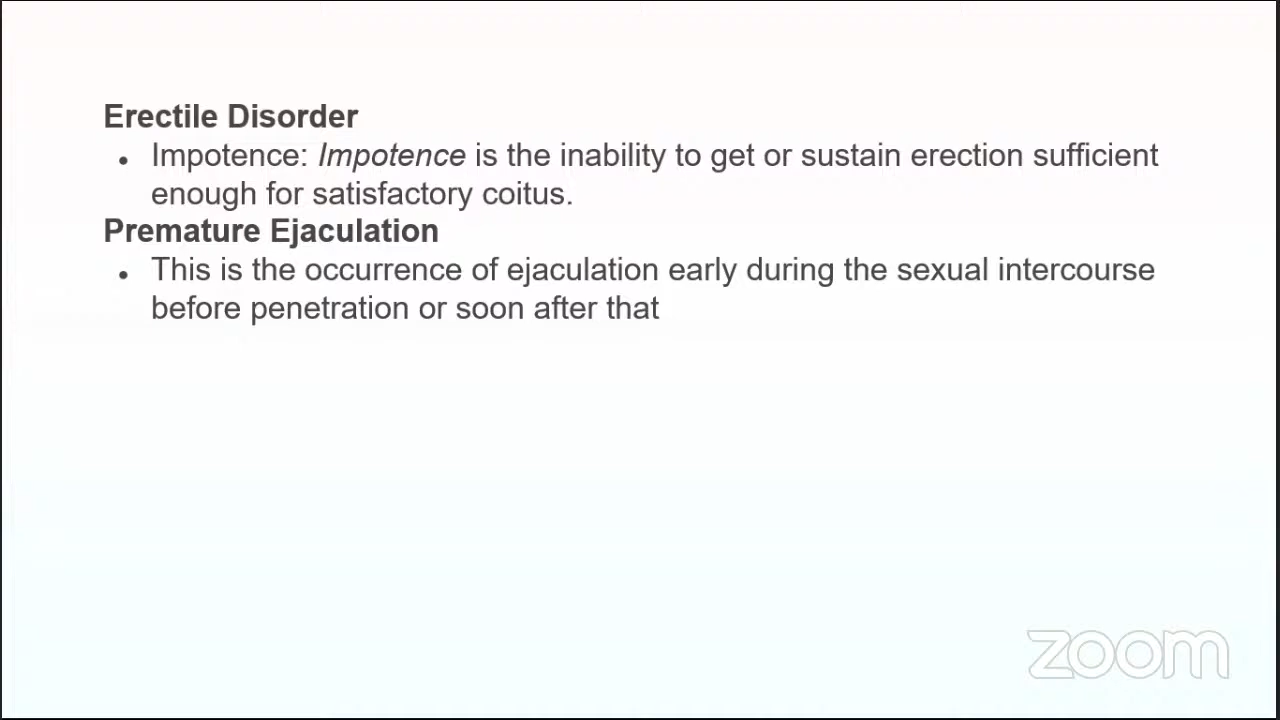 Erectile Disorder
• Impotence: Impotence is the inability to get or sustain erection sufficient
enough for satisfactory coitus.
Premature Ejaculation
• This is the occurrence of ejaculation early during the sexual intercourse
before penetration or soon after that
zoom